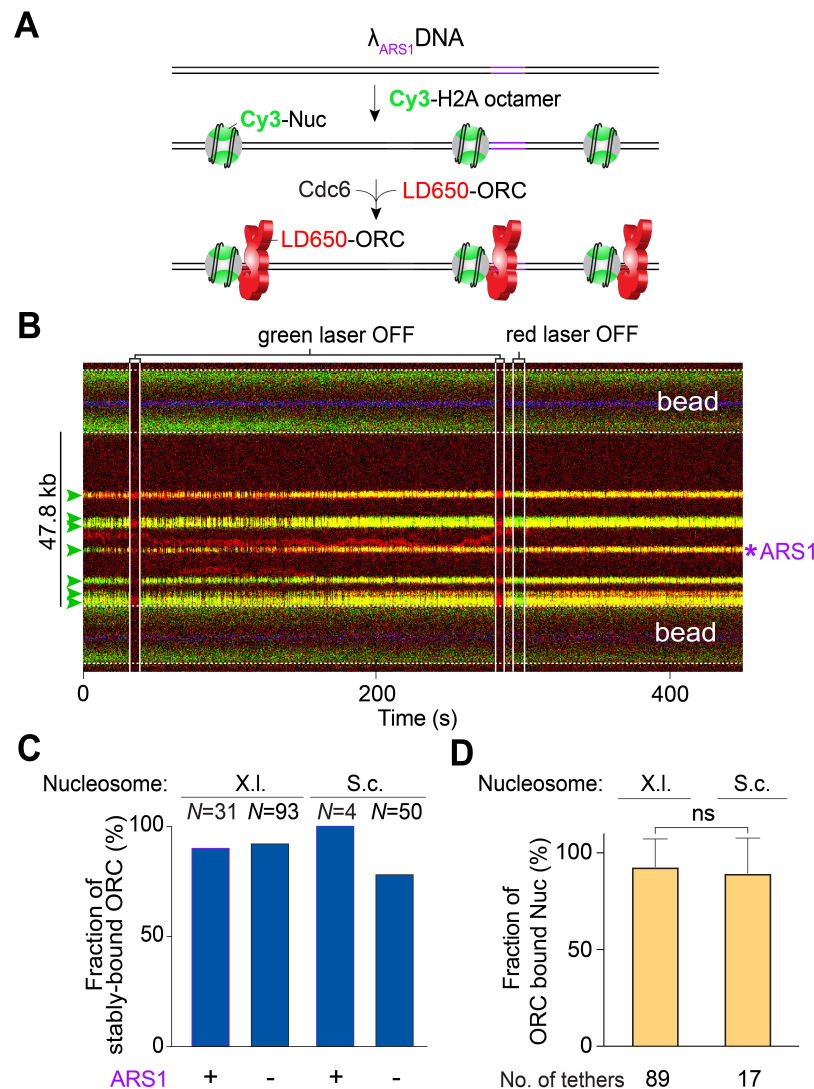 A
λARS1DNA
Cy3-H2A octamer
Cy3-Nuc
Cdc6 LD650-ORC
LD650-ORC
B
green laser OFF red laser OFF
bead
47.8 kb
*ARS1
bead
0 200 400
Time (s)
C
Nucleosome: X.l. S.c.
N=31 N=93 N=4 N=50
Fraction of
stably-bound ORC (%)
100
50
0
ARS1 + - + -
D
Nucleosome: X.l. S.c.
ns
Fraction of
ORC bound Nuc (%)
100
50
0
No. of tethers 89 17